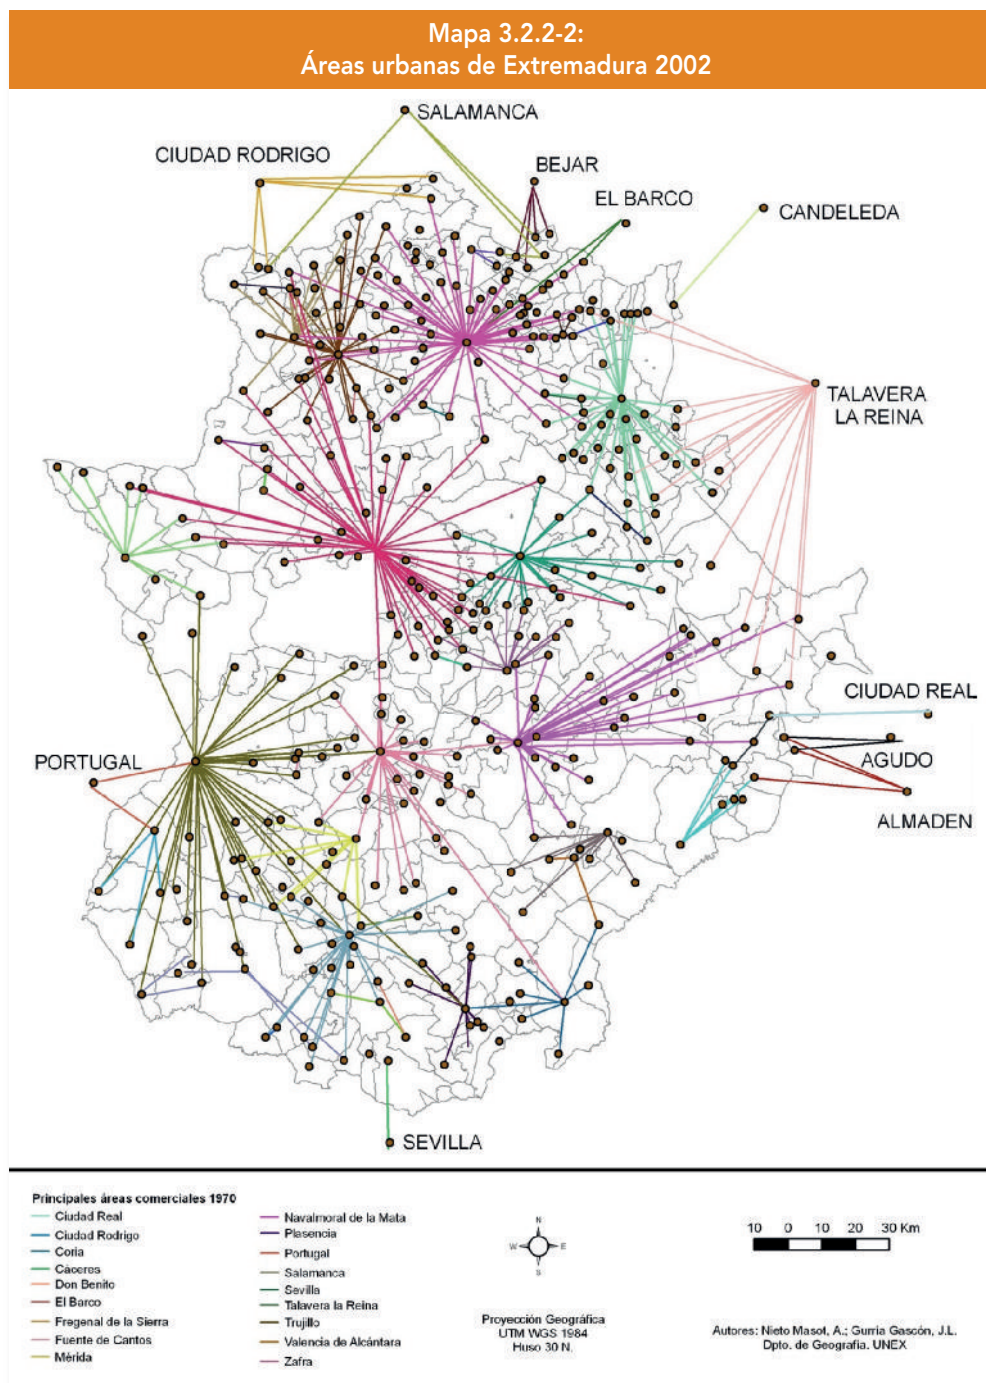 Mapa 3.2.2-2:
Áreas urbanas de Extremadura 2002
SALAMANCA
CIUDAD RODRIGO
BEJAR
EL BARCO
CANDELEDA
TALAVERA
LA REINA
CIUDAD REAL
PORTUGAL
AGUDO
ALMADEN
SEVILLA
Principales áreas comerciales 1970
Ciudad Real
Ciudad Rodrigo
Coria
Cáceres
Don Benito
El Barco
Fregenal de la Sierra
Fuente de Cantos
Mérida
Navalmoral de la Mata
Plasencia
Portugal
Salamanca
Sevilla
Talavera la Reina
Trujillo
Valencia de Alcántara
Zafra
N
W E
S
Proyección Geográfica
UTM WGS 1984
Huso 30 N.
10 0 10 20 30 Km
Autores: Nieto Masot, A.; Gurria Gascón, J.L.
Dpto. de Geografía. UNEX